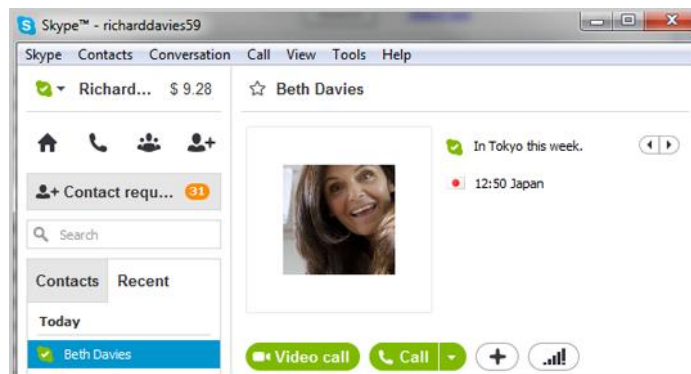 Skype™ - richarddavies59
Skype Contacts Conversation Call View Tools Help
Richard... $ 9.28
Beth Davies
In Tokyo this week.
12:50 Japan
Contact requ... 31
Search
Contacts Recent
Today
Beth Davies
Video call Call